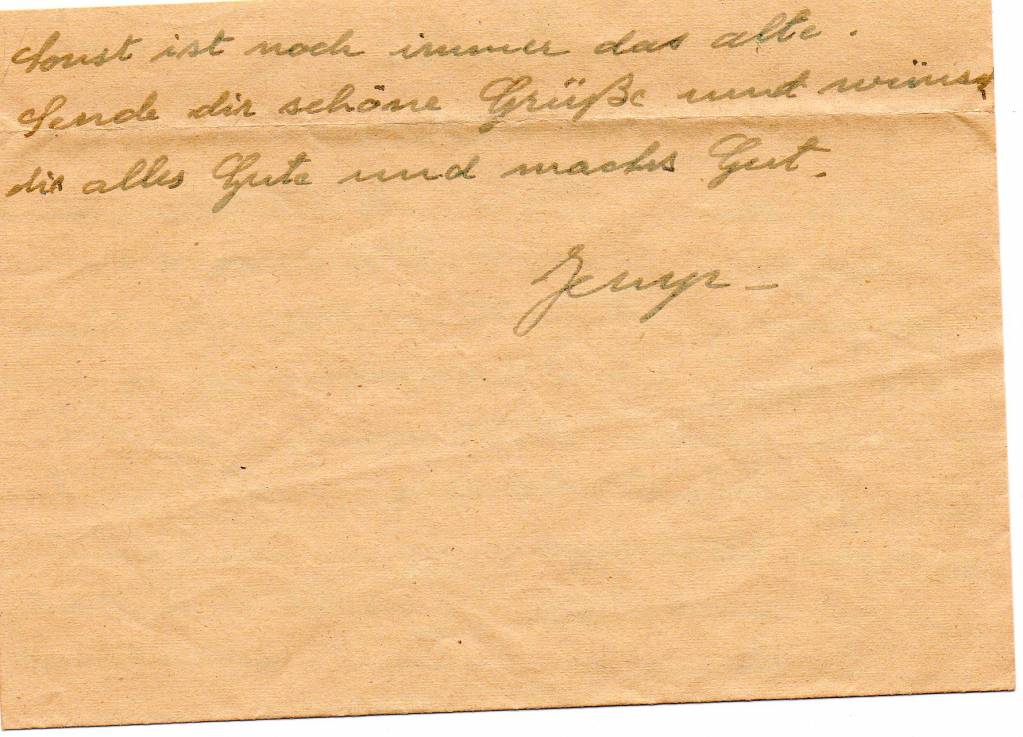 Sonst ist noch immer das alte.
Sende dir schöne Grüße und wünsch
dir alles Gute und machs Gut.